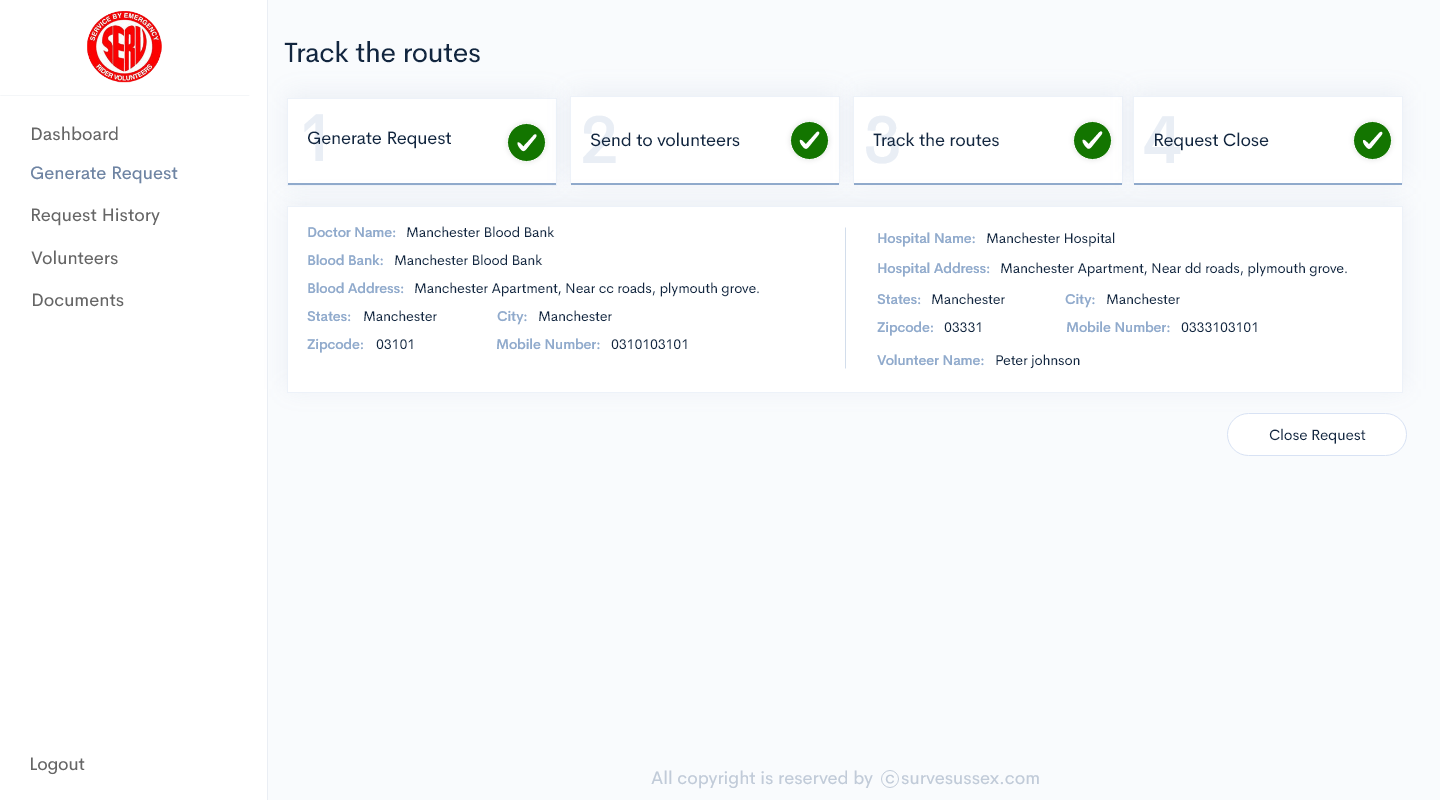 SERVICE BY EMERGENCY
SERV
RIDER VOLUNTEERS
Dashboard
Generate Request
Request History
Volunteers
Documents
Logout
Track the routes
1 Generate Request
2 Send to volunteers
3 Track the routes
4 Request Close
Doctor Name: Manchester Blood Bank
Blood Bank: Manchester Blood Bank
Blood Address: Manchester Apartment, Near cc roads, plymouth grove.
States: Manchester City: Manchester
Zipcode: 03101 Mobile Number: 0310103101
Hospital Name: Manchester Hospital
Hospital Address: Manchester Apartment, Near dd roads, plymouth grove.
States: Manchester City: Manchester
Zipcode: 03331 Mobile Number: 0333103101
Volunteer Name: Peter johnson
Close Request
All copyright is reserved by ©survesussex.com